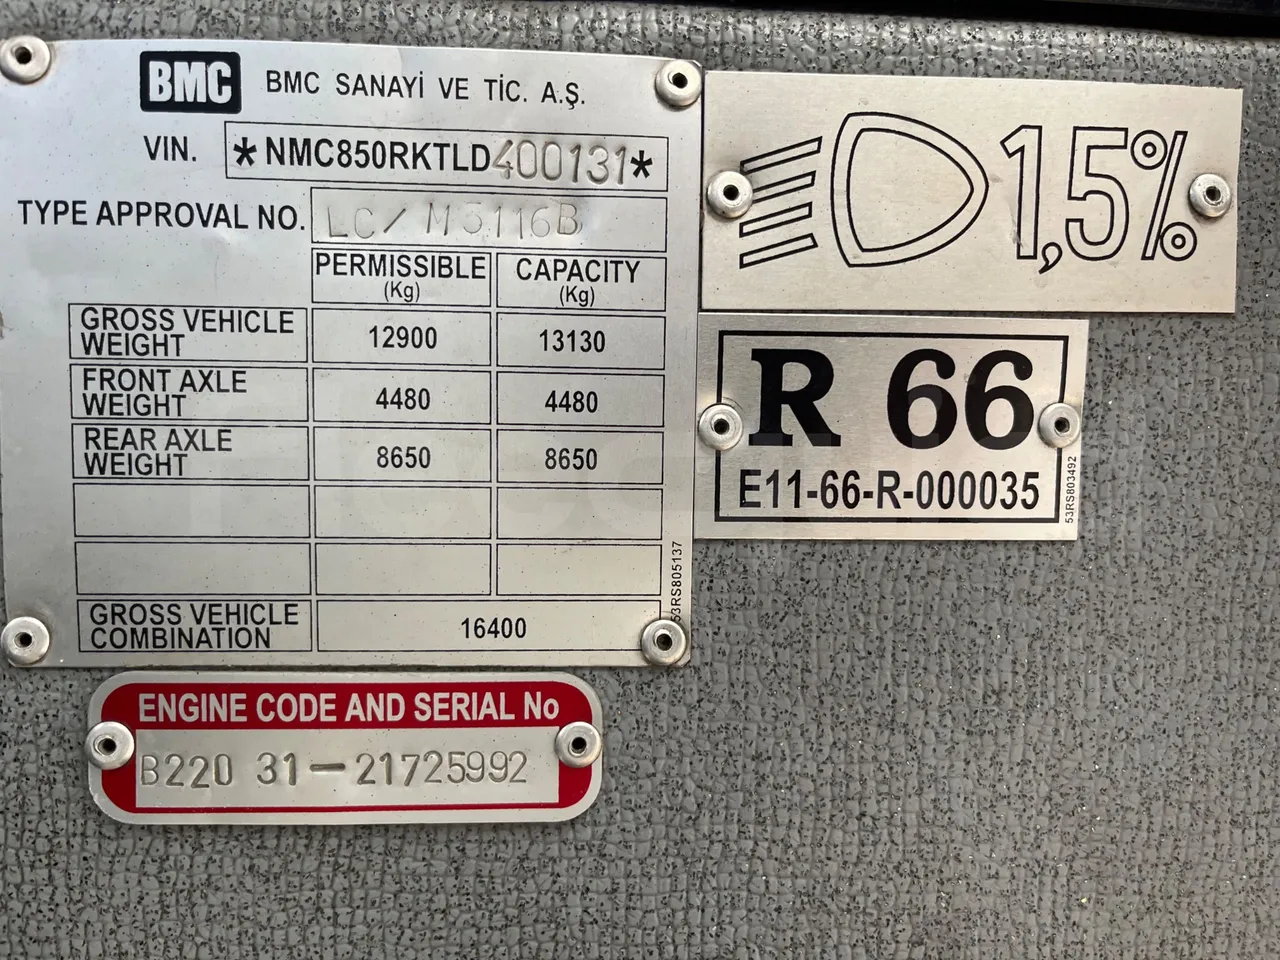 BMC BMC SANAYİ VE TİC. A.Ş.
VIN. *NMC850RKTLD400131*
TYPE APPROVAL NO. LC/M3116B
PERMISSIBLE (Kg) CAPACITY (Kg)
GROSS VEHICLE WEIGHT 12900 13130
FRONT AXLE WEIGHT 4480 4480
REAR AXLE WEIGHT 8650 8650
GROSS VEHICLE COMBINATION 16400
53RS805137
1,5%
R 66
E11-66-R-000035
53RS803492
ENGINE CODE AND SERIAL No
B220 31-21725992